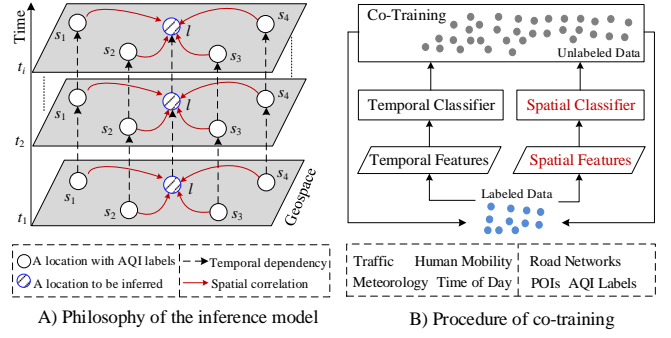 Time
s1
l
s4
s2
s3
ti
s1
l
s4
s2
s3
t2
s1
l
s4
s2
s3
t1
Geospace
A location with AQI labels
Temporal dependency
A location to be inferred
Spatial correlation
A) Philosophy of the inference model
Co-Training
Unlabeled Data
Temporal Classifier
Spatial Classifier
Temporal Features
Spatial Features
Labeled Data
Traffic Human Mobility
Meteorology Time of Day
Road Networks
POIs AQI Labels
B) Procedure of co-training